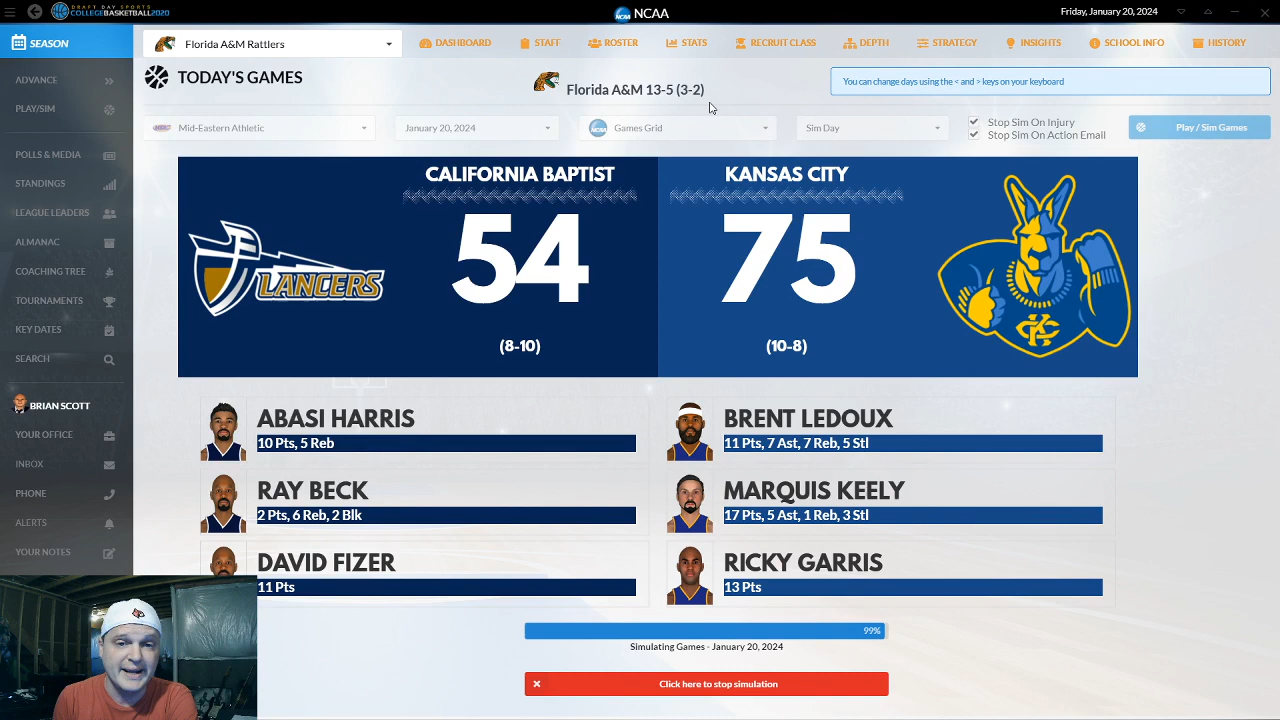 DRAFT DAY SPORTS
COLLEGE BASKETBALL 2020
NCAA
Friday, January 20, 2024
SEASON
Florida A&M Rattlers
DASHBOARD
STAFF
ROSTER
STATS
RECRUIT CLASS
DEPTH
STRATEGY
INSIGHTS
SCHOOL INFO
HISTORY
ADVANCE
PLAY/SIM
POLLS & MEDIA
STANDINGS
LEAGUE LEADERS
ALMANAC
COACHING TREE
TOURNAMENTS
KEY DATES
SEARCH
BRIAN SCOTT
YOUR OFFICE
INBOX
PHONE
ALERTS
YOUR NOTES
TODAY'S GAMES
Florida A&M 13-5 (3-2)
You can change days using the < and > keys on your keyboard
Mid-Eastern Athletic
January 20, 2024
Games Grid
Sim Day
Stop Sim On Injury
Stop Sim On Action Email
Play / Sim Games
CALIFORNIA BAPTIST
54
(8-10)
LANCERS
KANSAS CITY
75
(10-8)
KC
ABASI HARRIS
10 Pts, 5 Reb
BRENT LEDOUX
11 Pts, 7 Ast, 7 Reb, 5 Stl
RAY BECK
2 Pts, 6 Reb, 2 Blk
MARQUIS KEELY
17 Pts, 5 Ast, 1 Reb, 3 Stl
DAVID FIZER
11 Pts
RICKY GARRIS
13 Pts
99%
Simulating Games - January 20, 2024
Click here to stop simulation